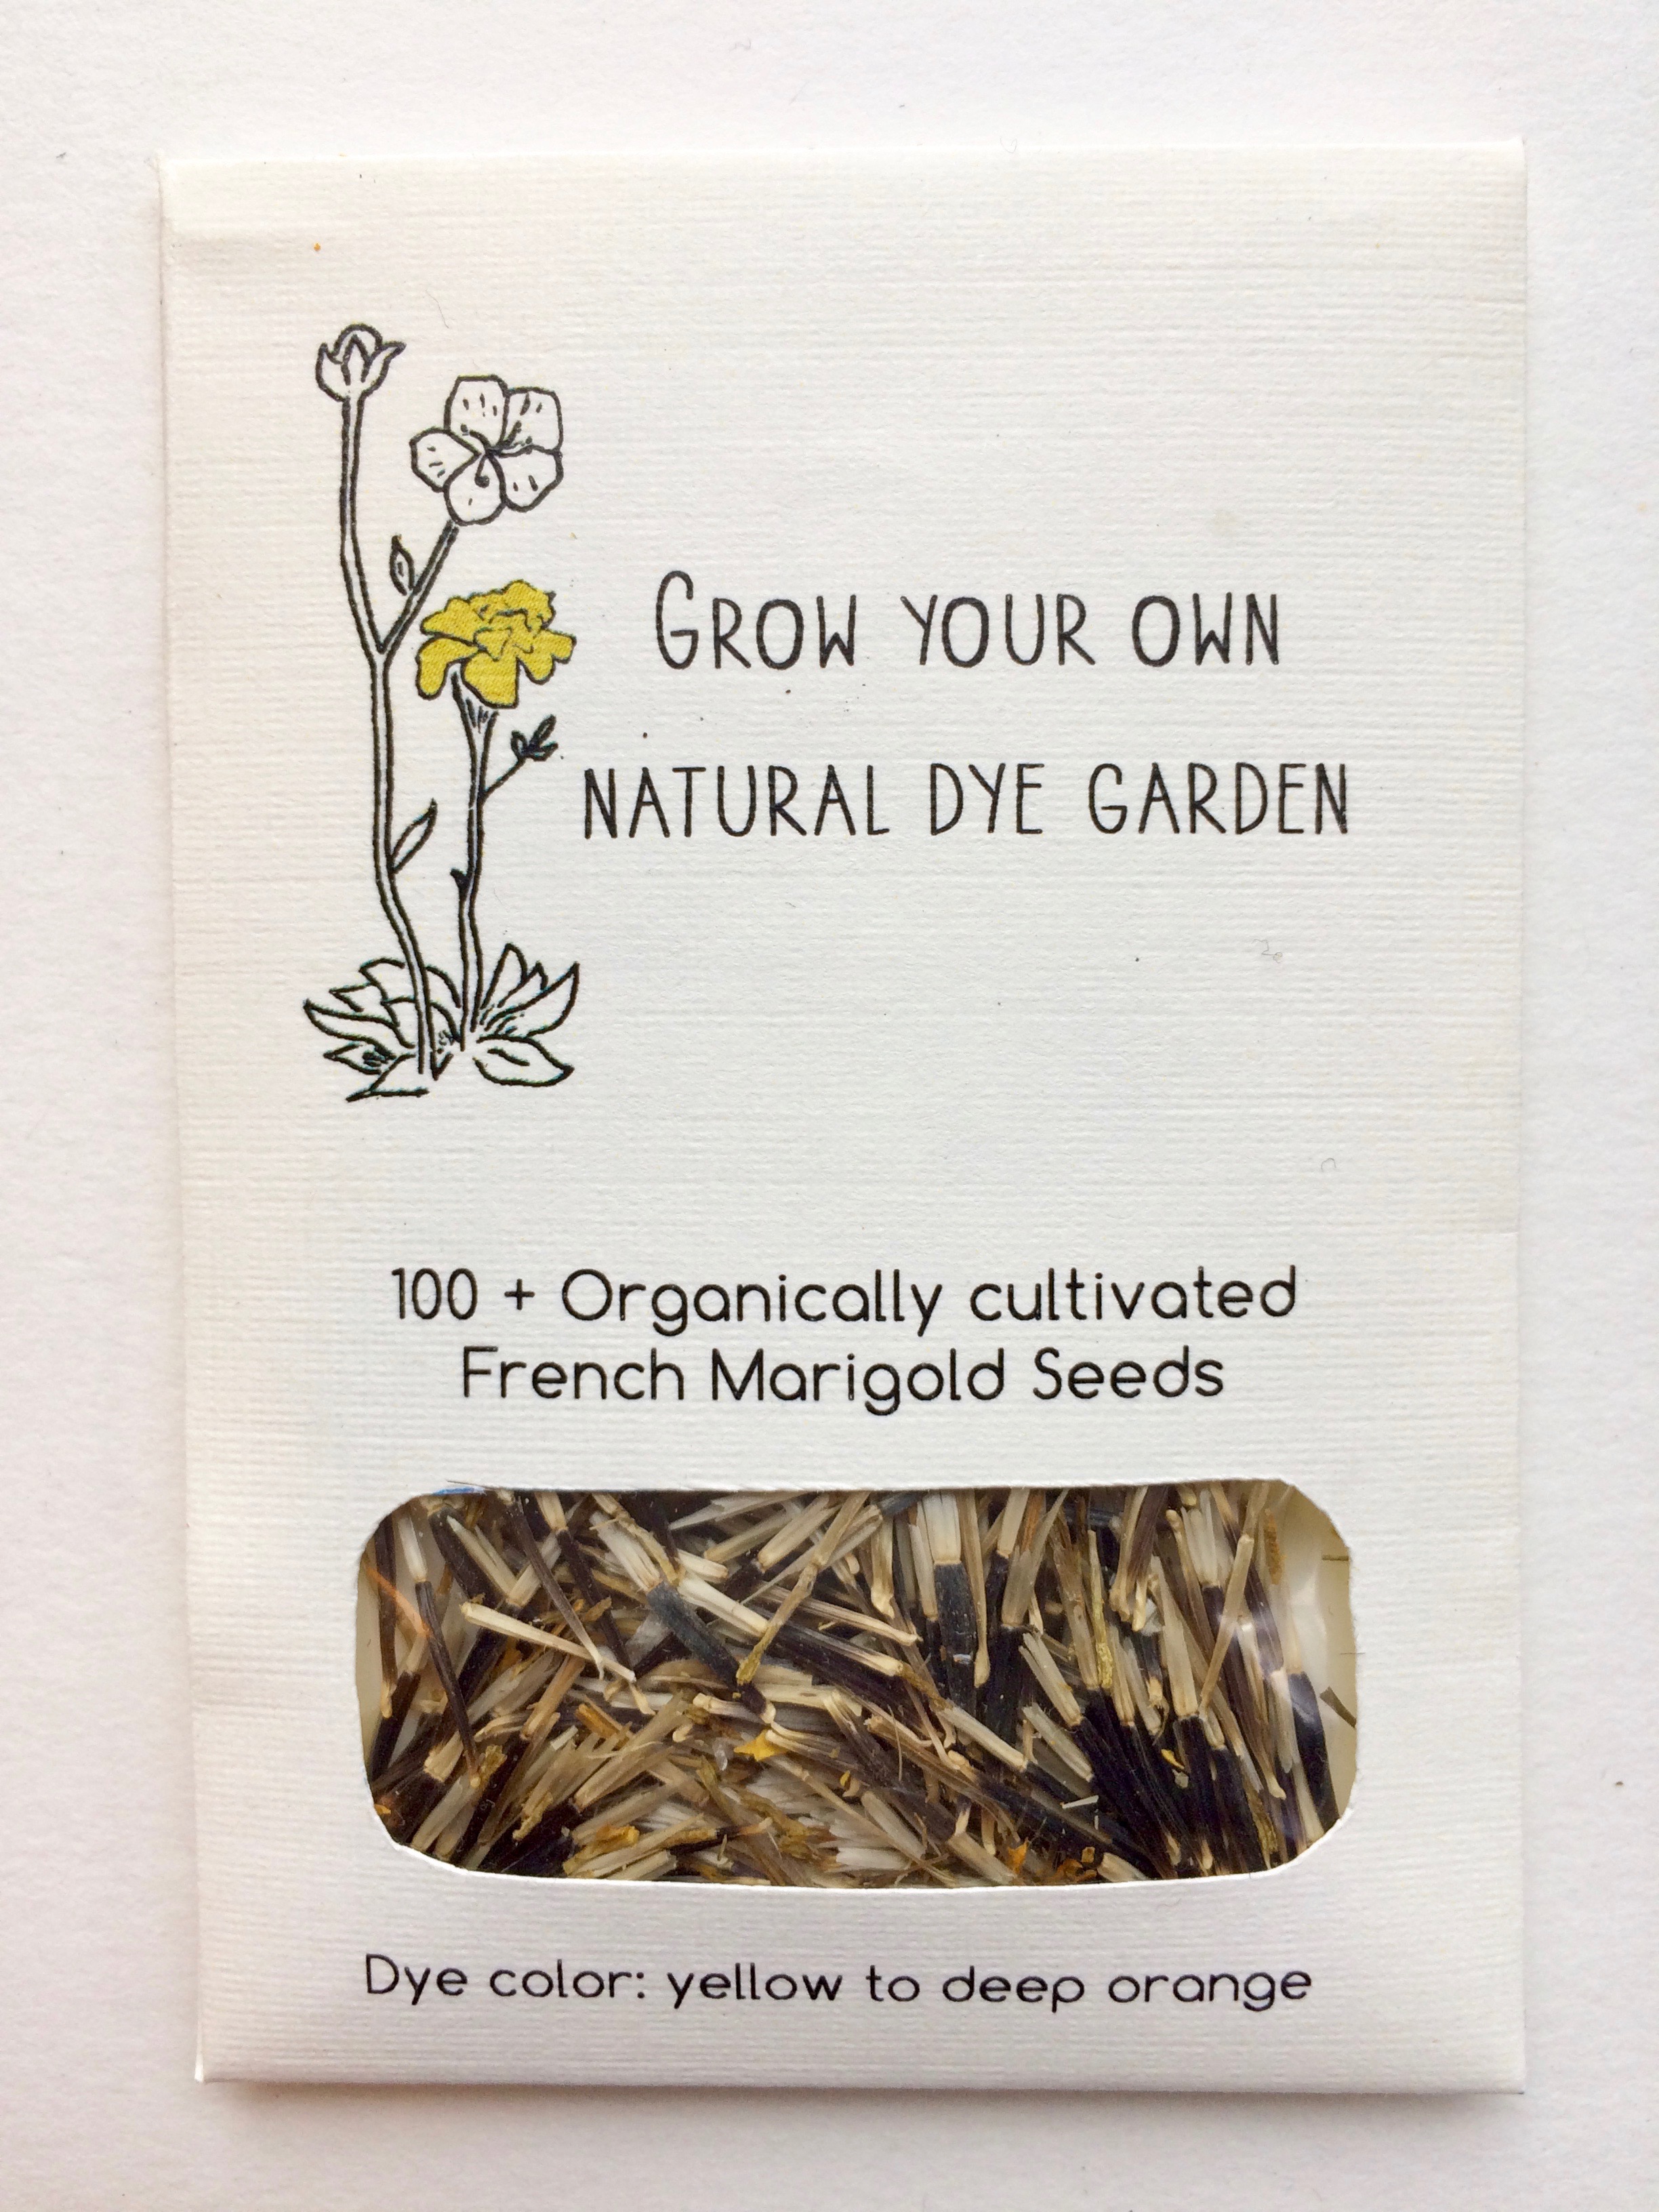 GROW YOUR OWN
NATURAL DYE GARDEN
100 + Organically cultivated
French Marigold Seeds
Dye color: yellow to deep orange